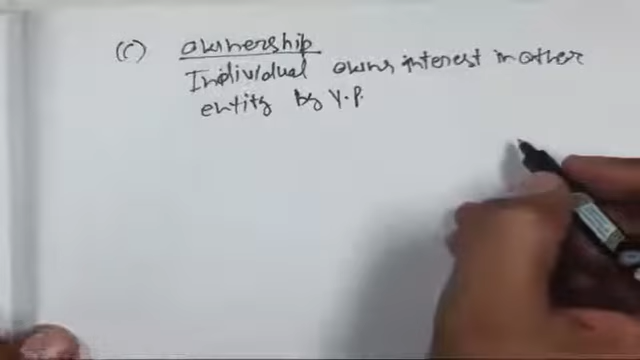 (C) ownership
Individual owns interest in other
entity by V.P.